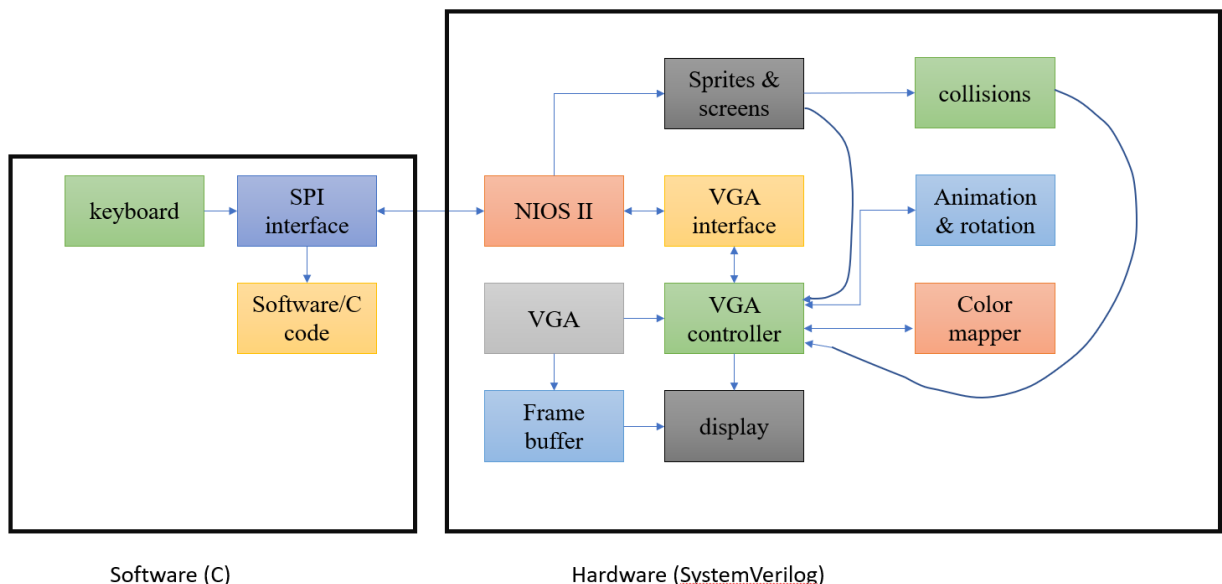 Sprites &
screens
collisions
keyboard
SPI
interface
NIOS II
VGA
interface
Animation
& rotation
Software/C
code
VGA
VGA
controller
Color
mapper
Frame
buffer
display
Software (C)
Hardware (SystemVerilog)